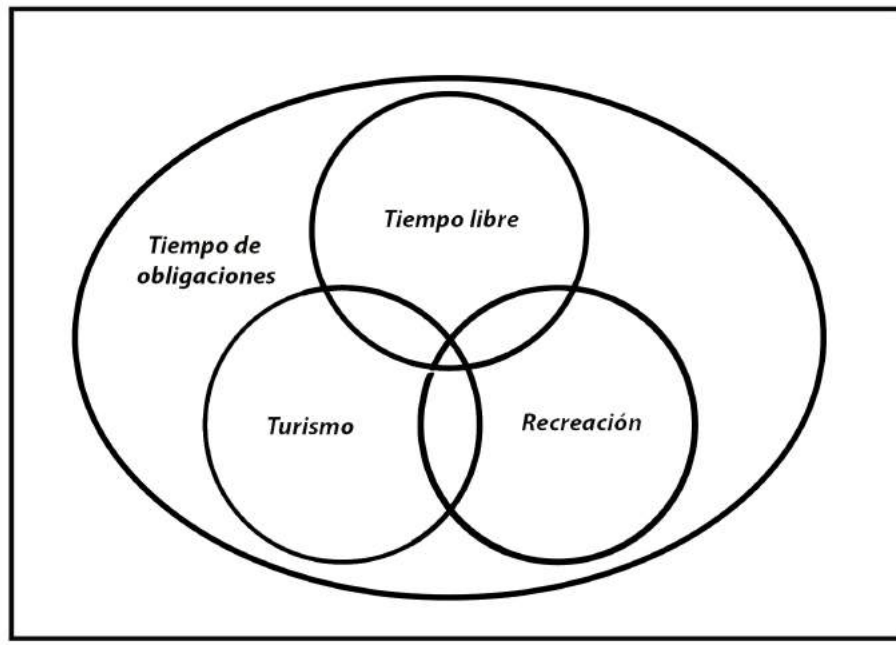 Tiempo libre
Tiempo de
obligaciones
Turismo
Recreación